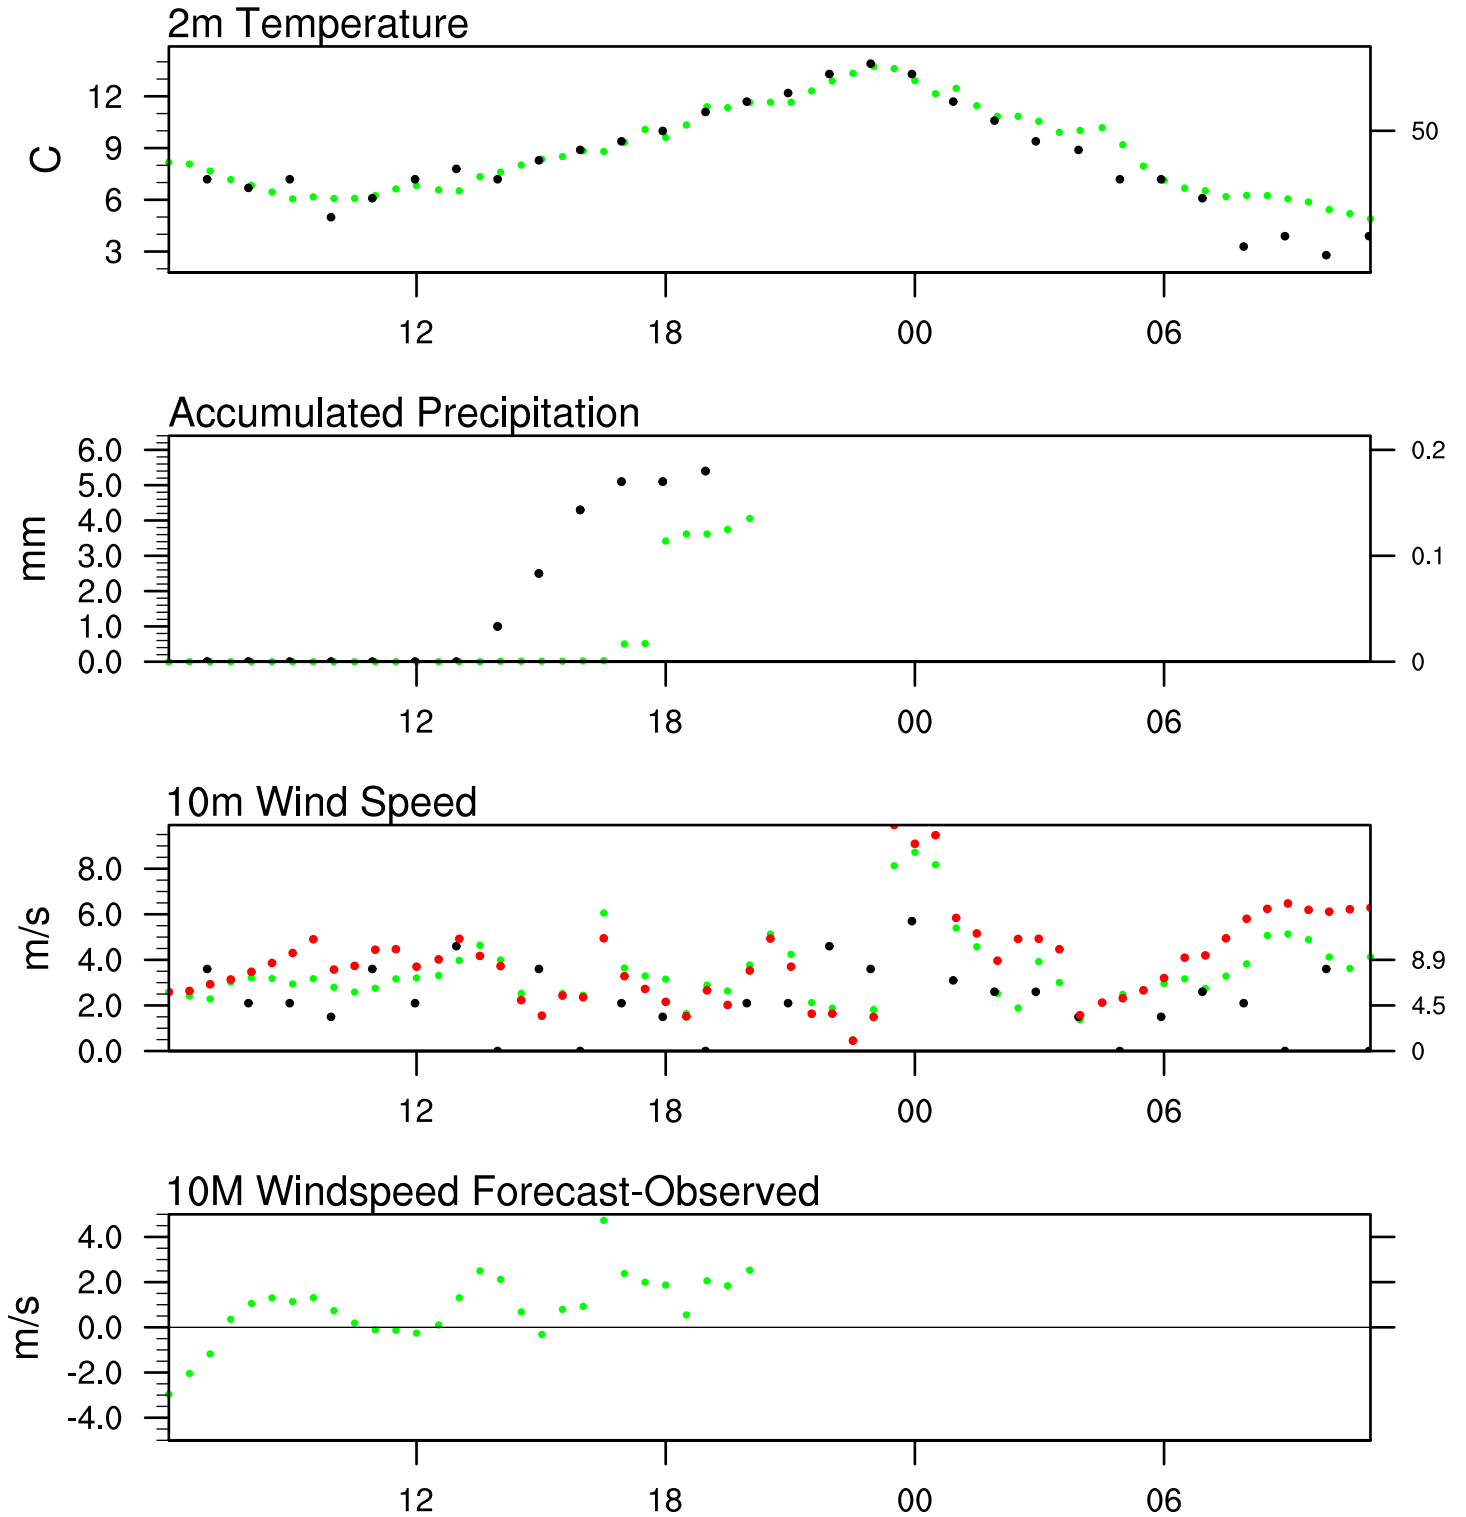 2m Temperature
12
9
6
3
C
50
12 18 00 06
Accumulated Precipitation
6.0
5.0
4.0
3.0
2.0
1.0
0.0
mm
0.2
0.1
0
12 18 00 06
10m Wind Speed
8.0
6.0
4.0
2.0
0.0
m/s
8.9
4.5
0
12 18 00 06
10M Windspeed Forecast-Observed
4.0
2.0
0.0
-2.0
-4.0
m/s
12 18 00 06